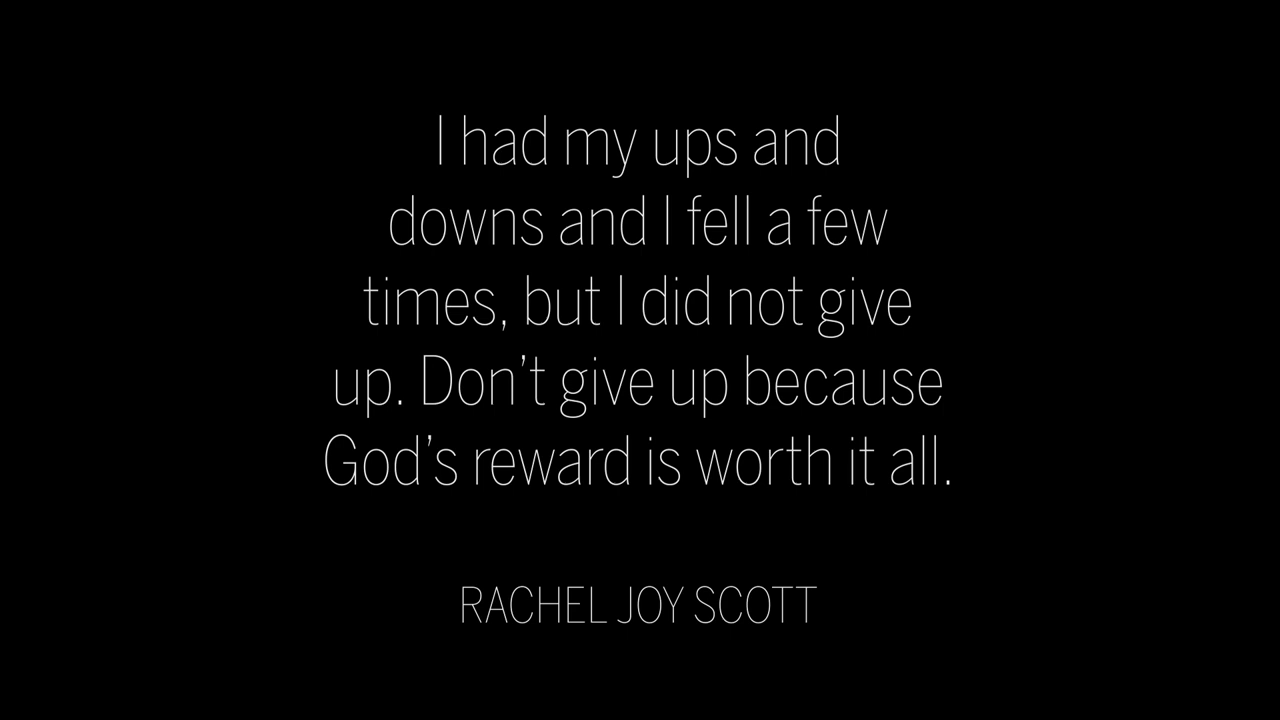 I had my ups and
downs and I fell a few
times, but I did not give
up. Don’t give up because
God’s reward is worth it all.
RACHEL JOY SCOTT